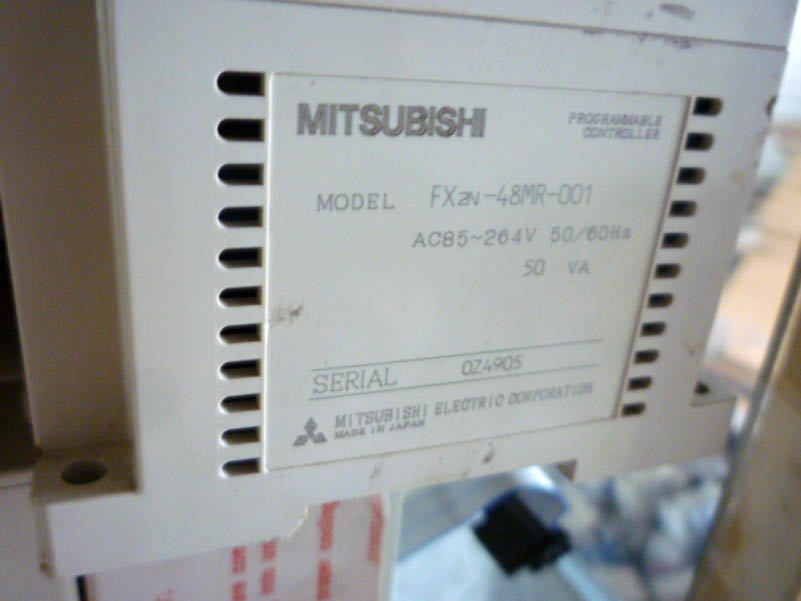 MITSUBISHI
PROGRAMMABLE
CONTROLLER
MODEL FX2N-48MR-001
AC85~264V 50/60Hz
50 VA
SERIAL 0Z4905
MITSUBISHI ELECTRIC CORPORATION
MADE IN JAPAN